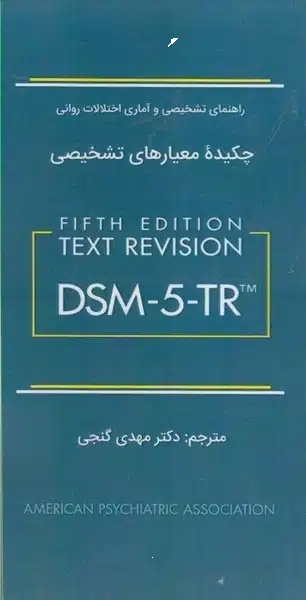 راهنمای تشخیصی و آماری اختلالات روانی
چکیدهٔ معیارهای تشخیصی
FIFTH EDITION
TEXT REVISION
DSM-5-TR™
مترجم: دکتر مهدی گنجی
AMERICAN PSYCHIATRIC ASSOCIATION